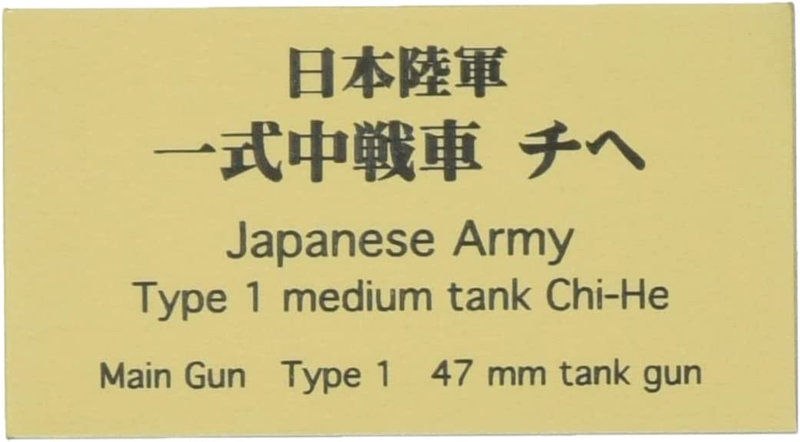 日本陸軍
一式中戦車 チヘ
Japanese Army
Type 1 medium tank Chi-He
Main Gun Type 1 47 mm tank gun